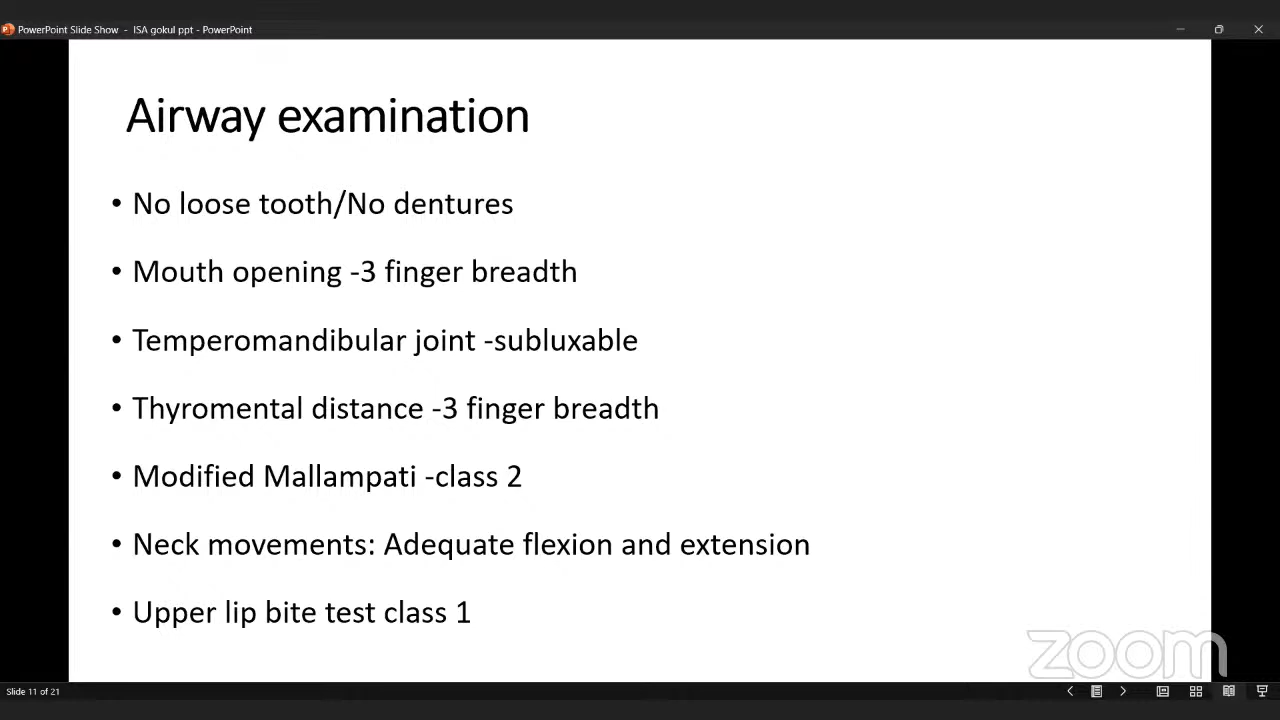 PowerPoint Slide Show - ISA gokul ppt - PowerPoint
Airway examination
• No loose tooth/No dentures
• Mouth opening -3 finger breadth
• Temperomandibular joint -subluxable
• Thyromental distance -3 finger breadth
• Modified Mallampati -class 2
• Neck movements: Adequate flexion and extension
• Upper lip bite test class 1
zoom
Slide 11 of 21